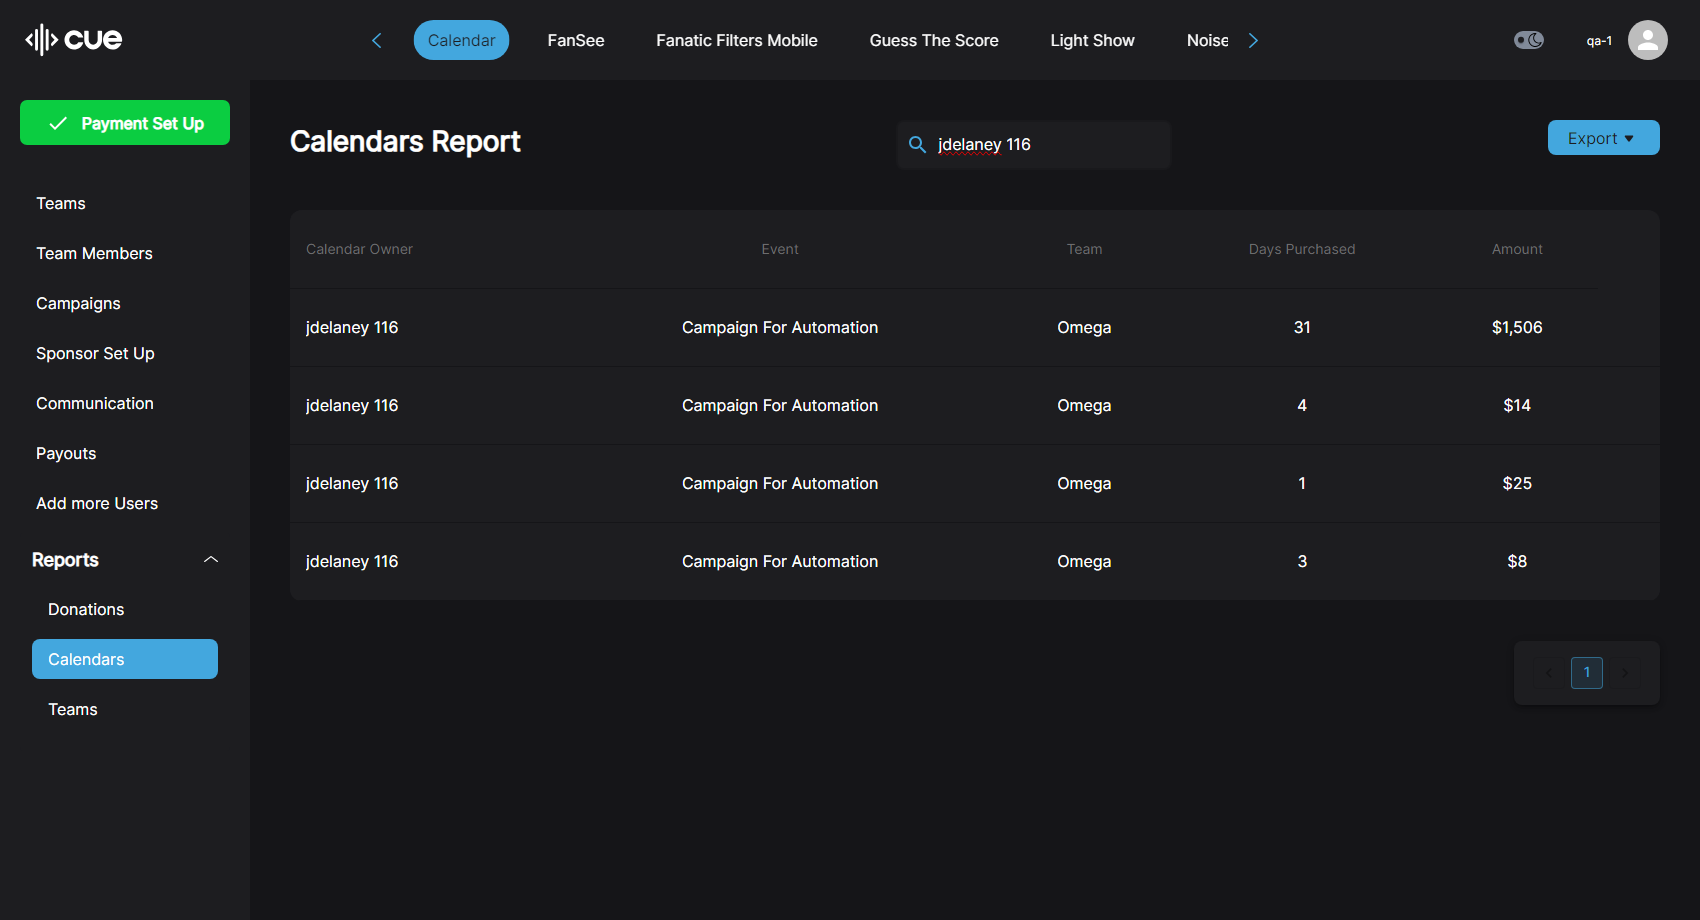 cue
Calendar FanSee Fanatic Filters Mobile Guess The Score Light Show Noise
qa-1
Payment Set Up
Teams
Team Members
Campaigns
Sponsor Set Up
Communication
Payouts
Add more Users
Reports
Donations
Calendars
Teams
Calendars Report
jdelaney 116
Export
Calendar Owner Event Team Days Purchased Amount
jdelaney 116 Campaign For Automation Omega 31 $1,506
jdelaney 116 Campaign For Automation Omega 4 $14
jdelaney 116 Campaign For Automation Omega 1 $25
jdelaney 116 Campaign For Automation Omega 3 $8
1